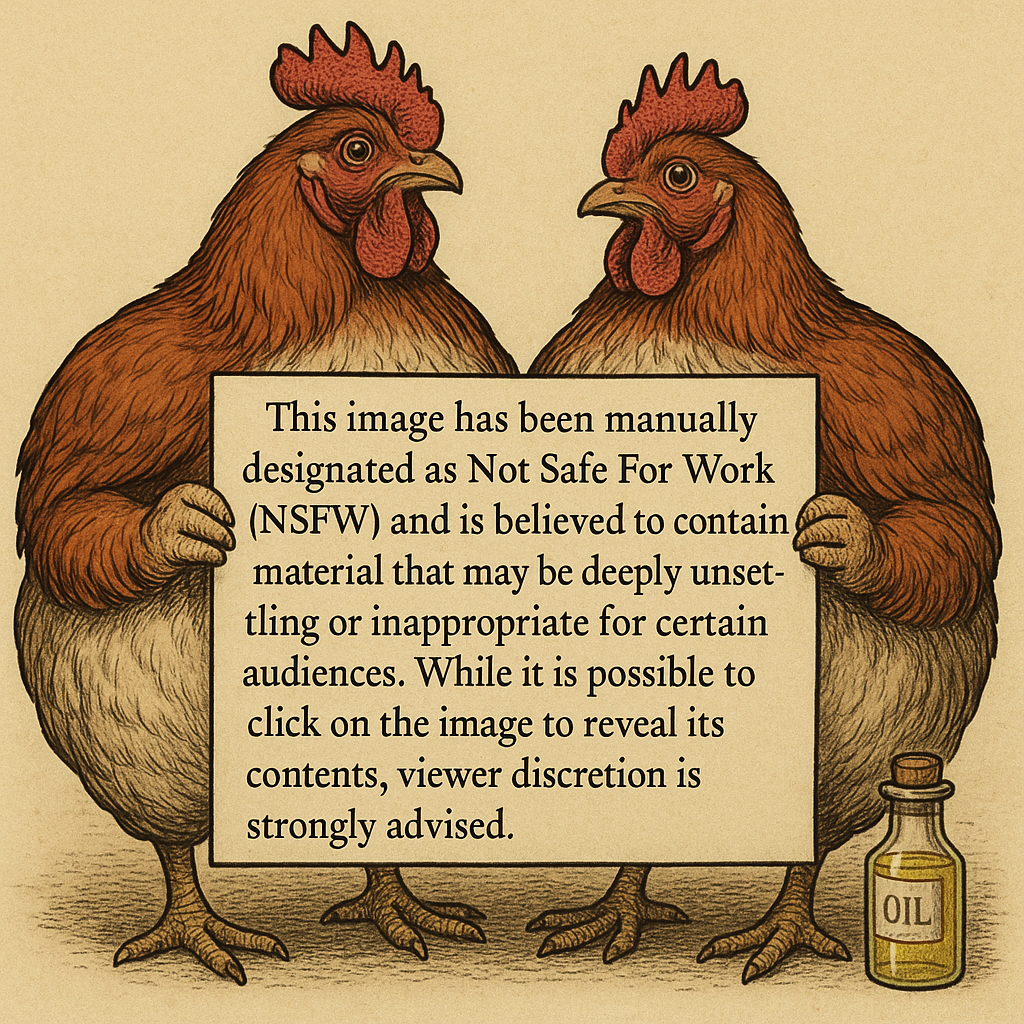 This image has been manually
designated as Not Safe For Work
(NSFW) and is believed to contain
material that may be deeply unset-
tling or inappropriate for certain
audiences. While it is possible to
click on the image to reveal its
contents, viewer discretion is
strongly advised.
OIL